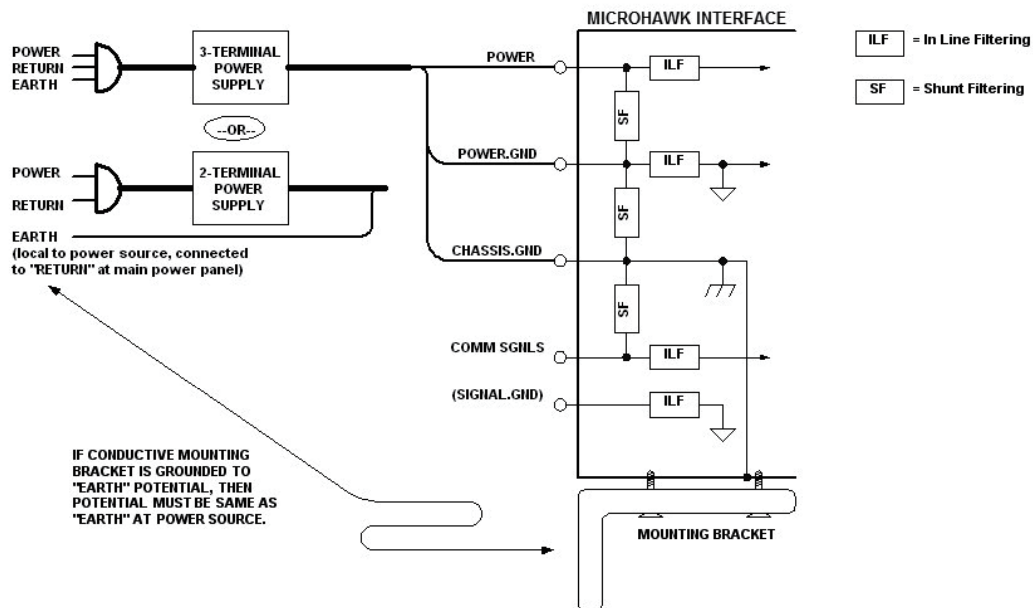 MICROHAWK INTERFACE
POWER
RETURN
EARTH
3-TERMINAL
POWER
SUPPLY
--OR--
POWER
RETURN
2-TERMINAL
POWER
SUPPLY
EARTH
(local to power source, connected
to "RETURN" at main power panel)
POWER
ILF
SF
POWER.GND
ILF
SF
CHASSIS.GND
SF
COMM SGNLS
ILF
(SIGNAL.GND)
ILF
ILF = In Line Filtering
SF = Shunt Filtering
IF CONDUCTIVE MOUNTING
BRACKET IS GROUNDED TO
"EARTH" POTENTIAL, THEN
POTENTIAL MUST BE SAME AS
"EARTH" AT POWER SOURCE.
MOUNTING BRACKET